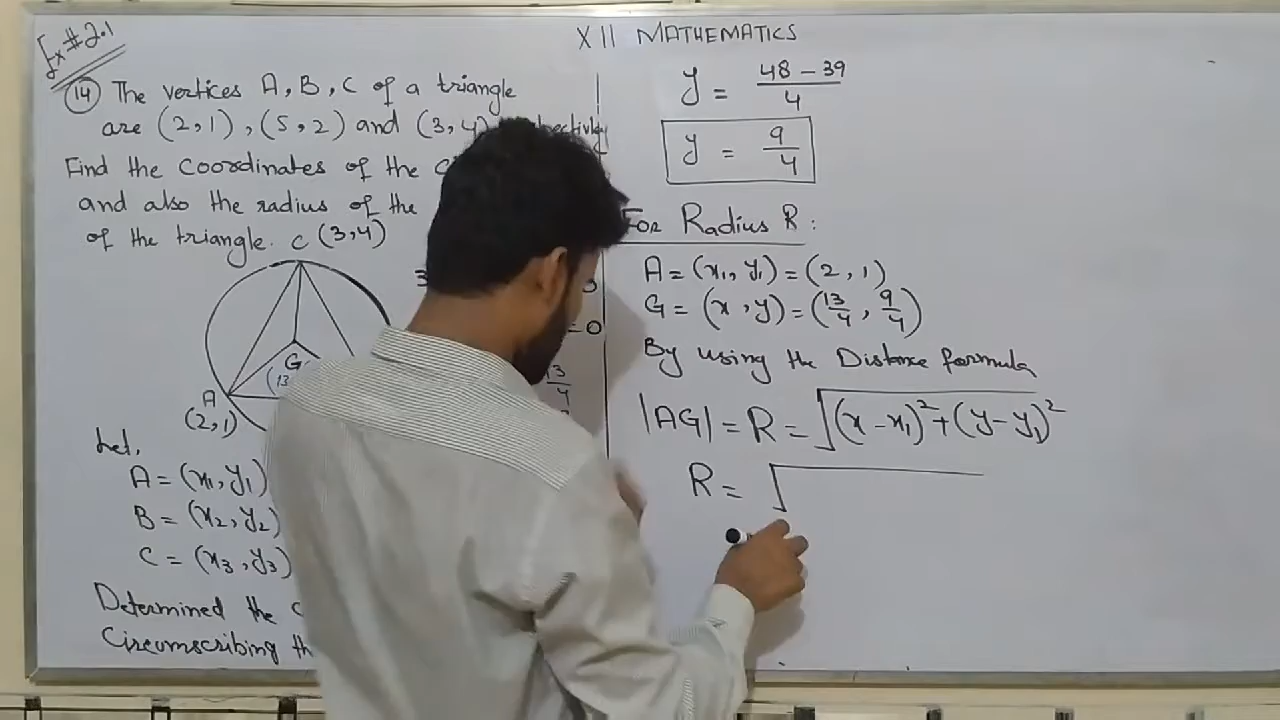 Ex#2.1
XII MATHEMATICS
(14) The vertices A, B, C of a triangle
are (2,1), (5,2) and (3,4)
Find the Coordinates of the
and also the radius of the
of the triangle.
C (3,4)
G
A
(2,1)
Let,
A = (x₁, y₁)
B = (x₂, y₂)
C = (x₃, y₃)
Determined the
Circumscribing
= 0
13/4
y = (48 - 39)/4
y = 9/4
For Radius R:
A = (x₁, y₁) = (2, 1)
G = (x, y) = (13/4, 9/4)
By using the Distance formula
|AG| = R = √((x - x₁)² + (y - y₁)²)
R = √